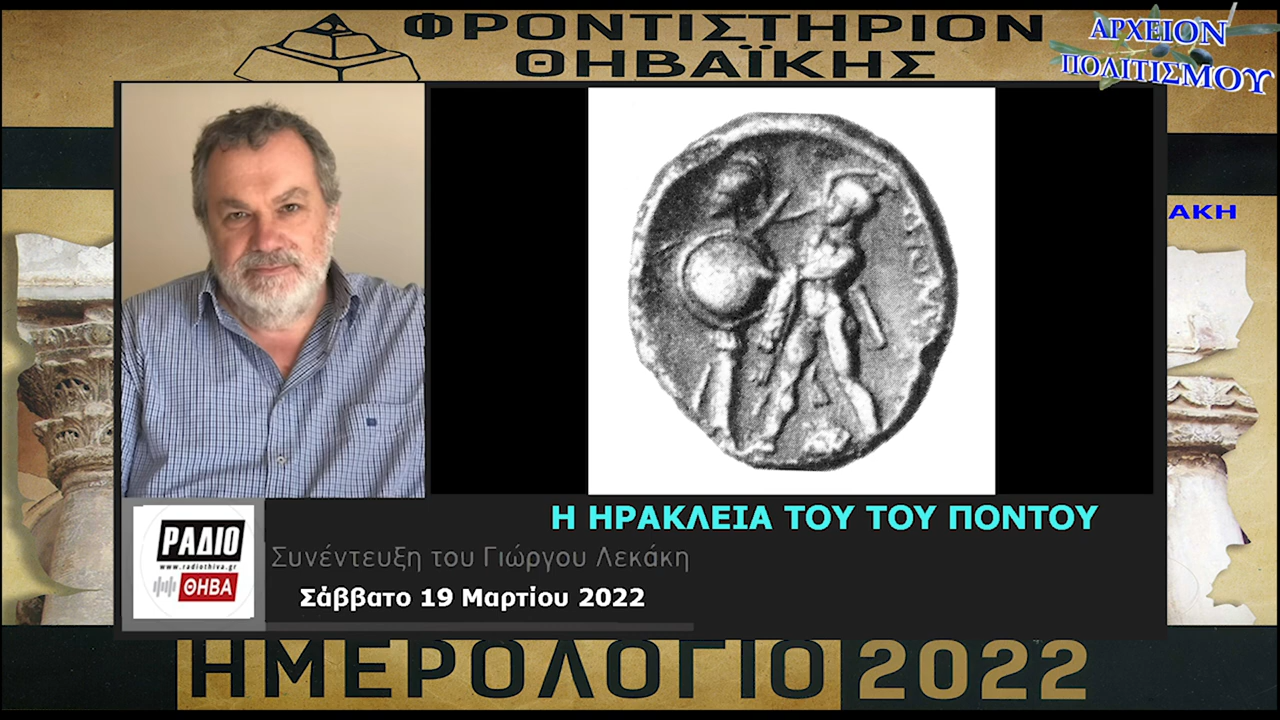 ΦΡΟΝΤΙΣΤΗΡΙΟΝ
ΘΗΒΑΪΚΗΣ
ΑΡΧΕΙΟΝ
ΠΟΛΙΤΙΣΜΟΥ
ΑΚΗ
Η ΗΡΑΚΛΕΙΑ ΤΟΥ ΤΟΥ ΠΟΝΤΟΥ
ΡΑΔΙΟ
www.radiothiva.gr
ΘΗΒΑ
Συνέντευξη του Γιώργου Λεκάκη
Σάββατο 19 Μαρτίου 2022
ΗΜΕΡΟΛΟΓΙΟ 2022